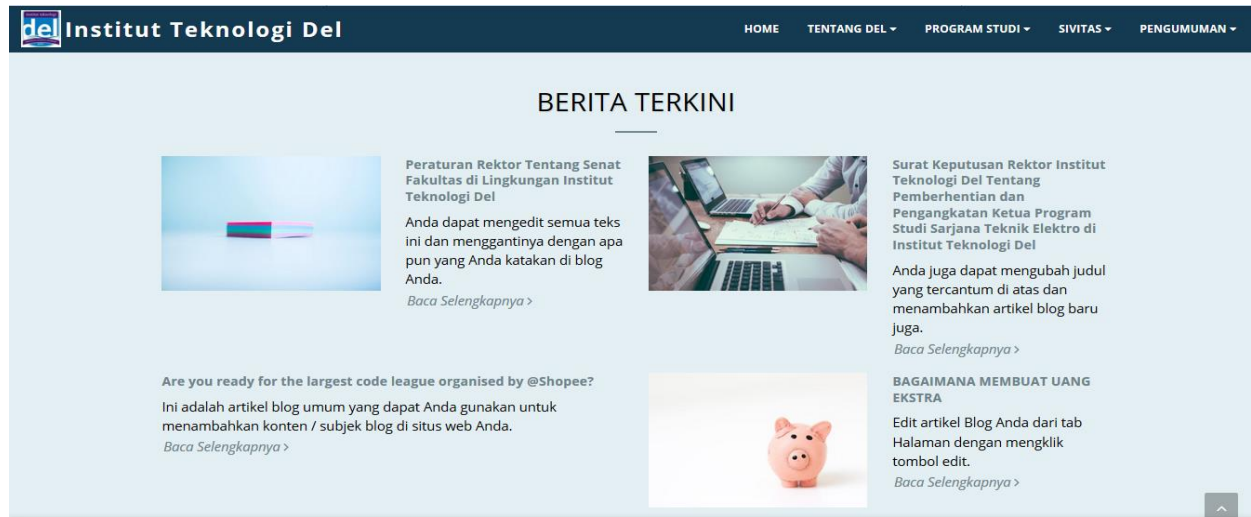 del Institut Teknologi Del
HOME TENTANG DEL PROGRAM STUDI SIVITAS PENGUMUMAN
BERITA TERKINI
Peraturan Rektor Tentang Senat
Fakultas di Lingkungan Institut
Teknologi Del
Anda dapat mengedit semua teks
ini dan menggantinya dengan apa
pun yang Anda katakan di blog
Anda.
Baca Selengkapnya >
Surat Keputusan Rektor Institut
Teknologi Del Tentang
Pemberhentian dan
Pengangkatan Ketua Program
Studi Sarjana Teknik Elektro di
Institut Teknologi Del
Anda juga dapat mengubah judul
yang tercantum di atas dan
menambahkan artikel blog baru
juga.
Baca Selengkapnya >
Are you ready for the largest code league organised by @Shopee?
Ini adalah artikel blog umum yang dapat Anda gunakan untuk
menambahkan konten / subjek blog di situs web Anda.
Baca Selengkapnya >
BAGAIMANA MEMBUAT UANG
EKSTRA
Edit artikel Blog Anda dari tab
Halaman dengan mengklik
tombol edit.
Baca Selengkapnya >